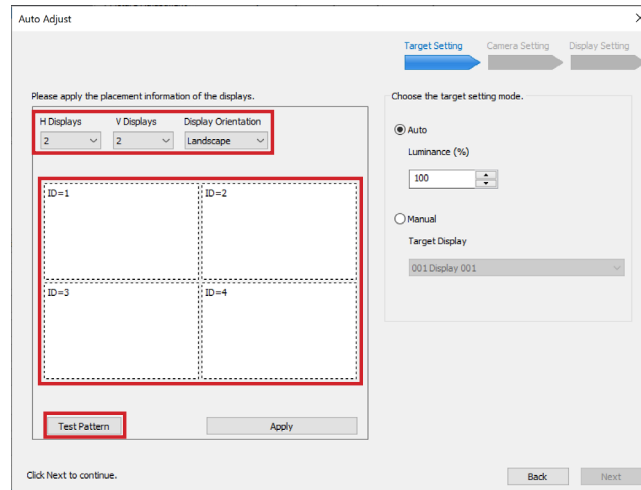 Auto Adjust
Target Setting
Camera Setting
Display Setting
Please apply the placement information of the displays.
H Displays
V Displays
Display Orientation
2
2
Landscape
ID=1
ID=2
ID=3
ID=4
Test Pattern
Apply
Choose the target setting mode.
Auto
Luminance (%)
100
Manual
Target Display
001 Display 001
Click Next to continue.
Back
Next